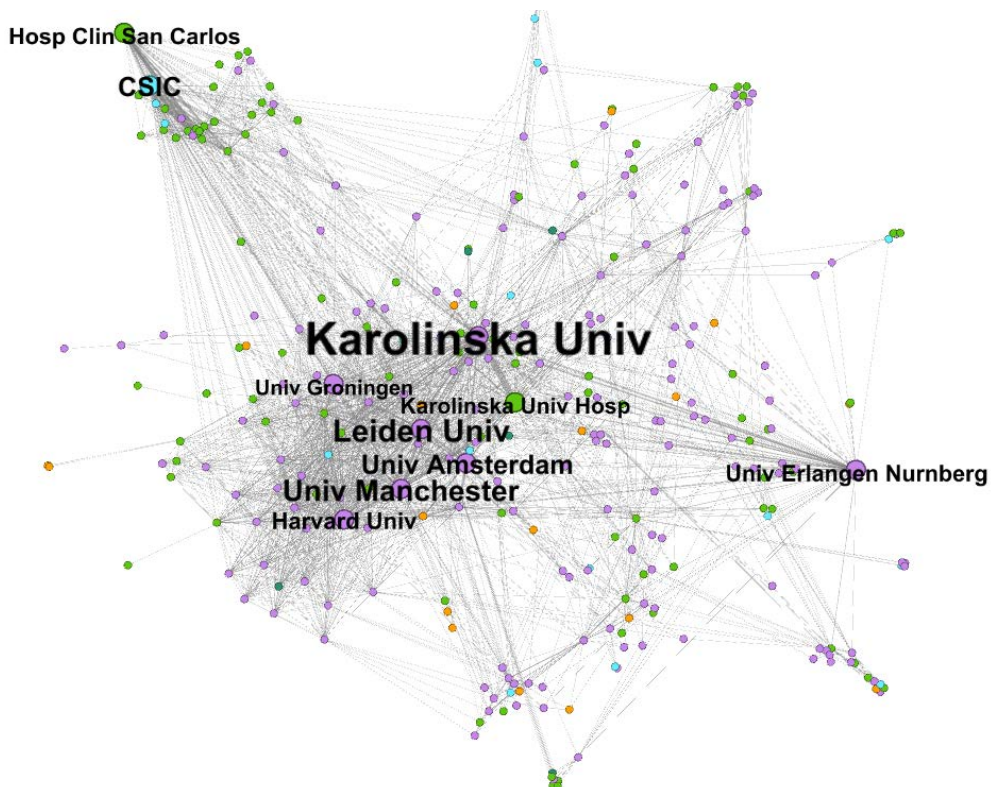 Hosp Clin San Carlos
CSIC
Karolinska Univ
Univ Groningen
Karolinska Univ Hosp
Leiden Univ
Univ Amsterdam
Univ Erlangen Nurnberg
Univ Manchester
Harvard Univ